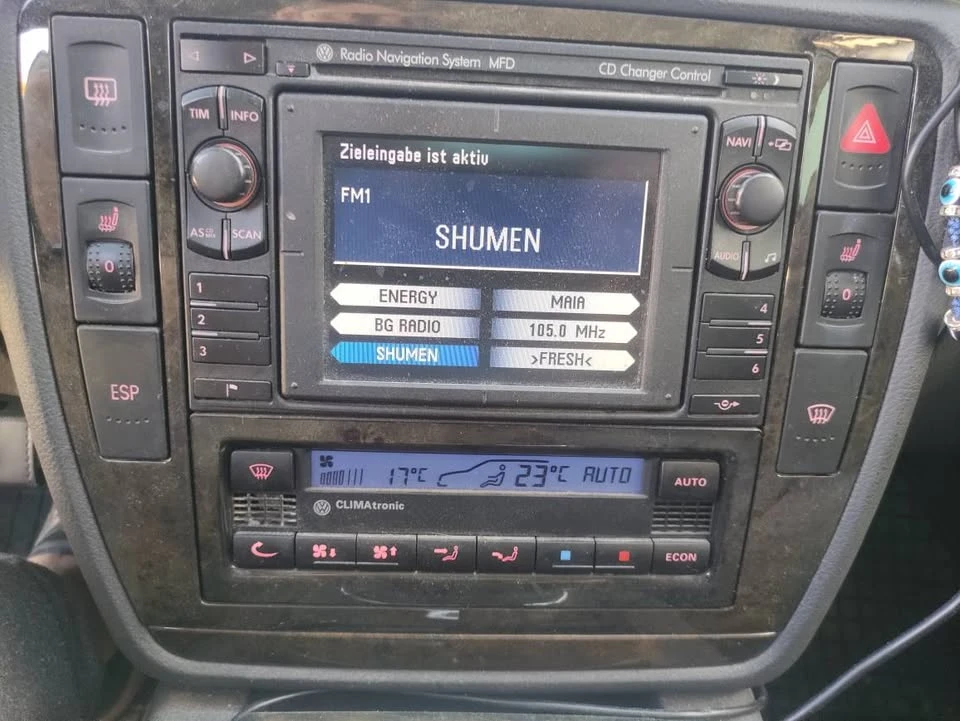 Radio Navigation System MFD
CD Changer Control
TIM INFO
NAVI
Zieleingabe ist aktiv
FM1
SHUMEN
AS SCAN
AUDIO
ENERGY MAIA
BG RADIO 105.0 MHz
SHUMEN >FRESH<
1
2
3
4
5
6
0
0
ESP
17°C 23°C AUTO
AUTO
CLIMAtronic
ECON